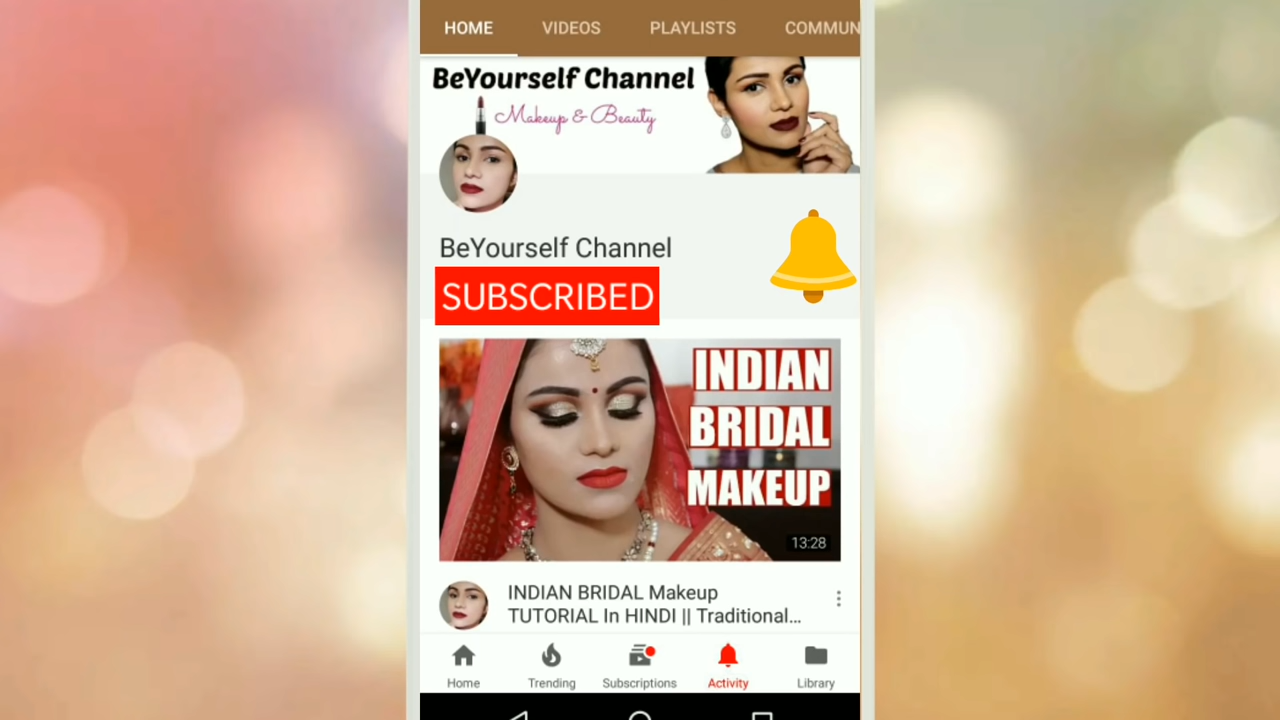 HOME VIDEOS PLAYLISTS COMMUN
BeYourself Channel
Makeup & Beauty
BeYourself Channel
SUBSCRIBED
INDIAN
BRIDAL
MAKEUP
13:28
INDIAN BRIDAL Makeup
TUTORIAL In HINDI || Traditional...
Home Trending Subscriptions Activity Library